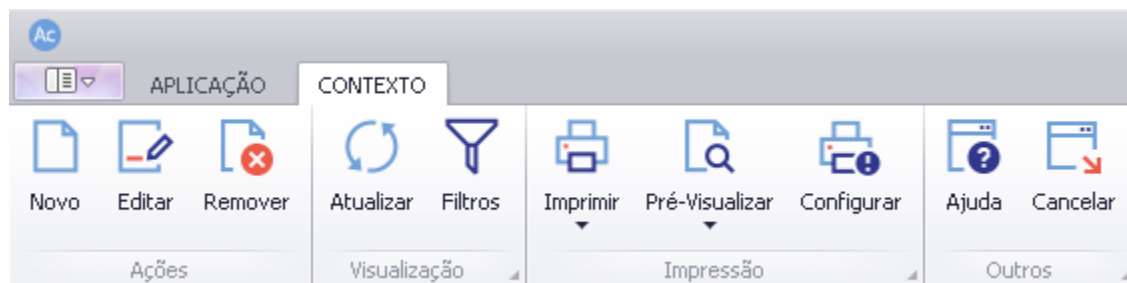 Ac
APLICAÇÃO CONTEXTO
Novo Editar Remover Atualizar Filtros Imprimir Pré-Visualizar Configurar Ajuda Cancelar
Ações Visualização Impressão Outros